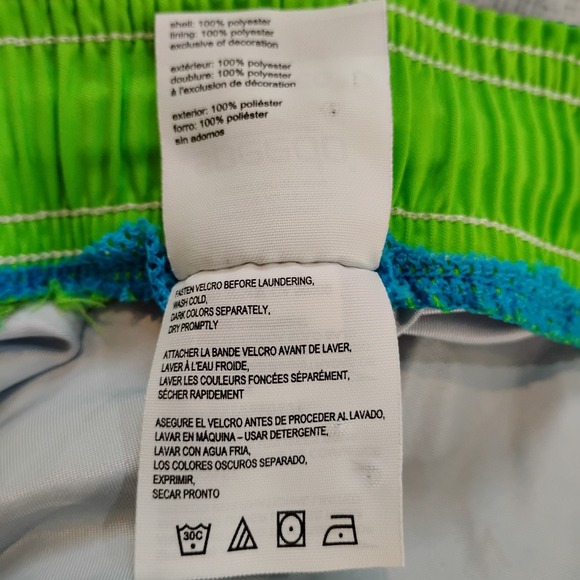 shell: 100% polyester
lining: 100% polyester
exclusive of decoration
extérieur: 100% polyester
doublure: 100% polyester
à l'exclusion de décoration
exterior: 100% poliéster
forro: 100% poliéster
sin adornos
FASTEN VELCRO BEFORE LAUNDERING,
WASH COLD,
DARK COLORS SEPARATELY,
DRY PROMPTLY
ATTACHER LA BANDE VELCRO AVANT DE LAVER,
LAVER À L'EAU FROIDE,
LAVER LES COULEURS FONCÉES SÉPARÉMENT,
SÉCHER RAPIDEMENT
ASEGURE EL VELCRO ANTES DE PROCEDER AL LAVADO,
LAVAR EN MÁQUINA – USAR DETERGENTE,
LAVAR CON AGUA FRIA,
LOS COLORES OSCUROS SEPARADO,
EXPRIMIR,
SECAR PRONTO
30C